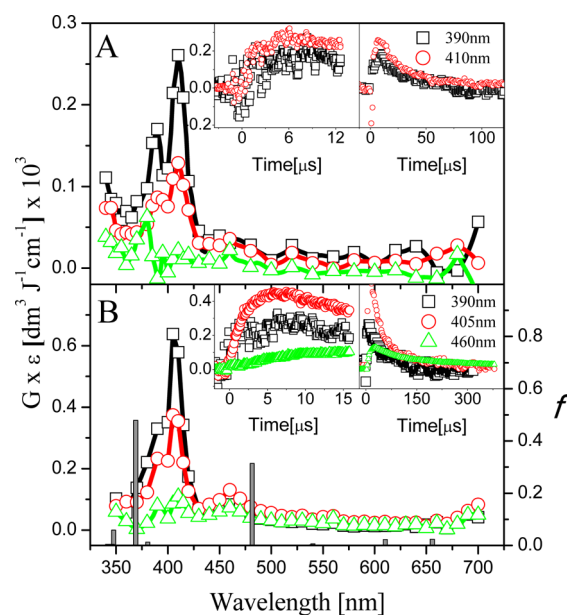 A
0.3
0.2
0.1
0.0
0.2
0.0
0.2
0 6 12
Time[μs]
390nm
410nm
0 50 100
Time[μs]
G x ε [dm³ J⁻¹ cm⁻¹] x 10³
B
0.6
0.4
0.2
0.0
0.4
0.2
0.0
0 5 10 15
Time[μs]
390nm
405nm
460nm
0 150 300
Time[μs]
0.8
0.6
0.4
0.2
0.0
f
350 400 450 500 550 600 650 700
Wavelength [nm]